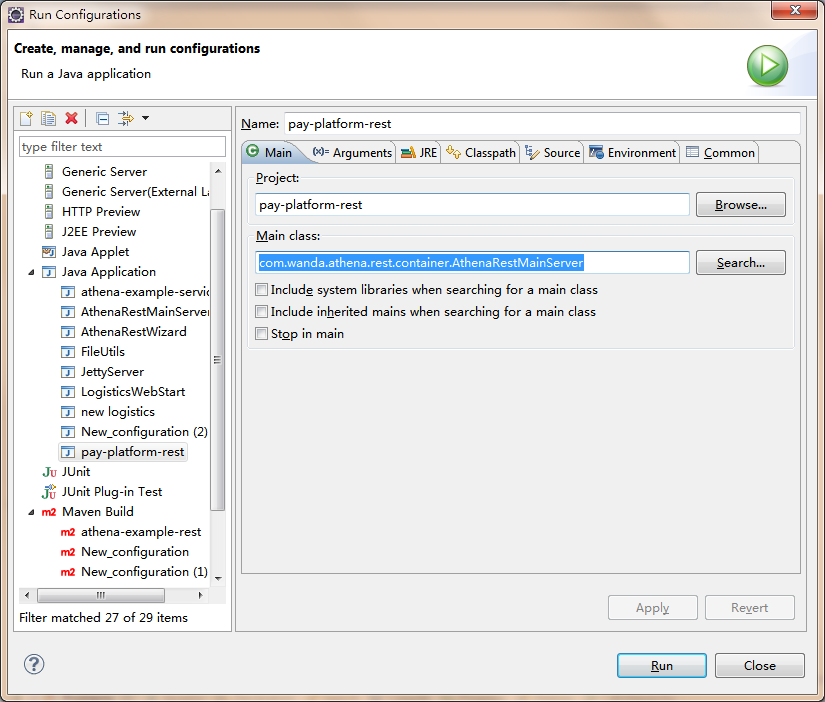 Run Configurations
Create, manage, and run configurations
Run a Java application
type filter text
Generic Server
Generic Server(External La
HTTP Preview
J2EE Preview
Java Applet
Java Application
athena-example-servic
AthenaRestMainServer
AthenaRestWizard
FileUtils
JettyServer
LogisticsWebStart
new logistics
New_configuration (2)
pay-platform-rest
JUnit
JUnit Plug-in Test
Maven Build
athena-example-rest
New_configuration
New_configuration (1)
Filter matched 27 of 29 items
Name: pay-platform-rest
Main Arguments JRE Classpath Source Environment Common
Project:
pay-platform-rest Browse...
Main class:
com.wanda.athena.rest.container.AthenaRestMainServer Search...
Include system libraries when searching for a main class
Include inherited mains when searching for a main class
Stop in main
Apply Revert
Run Close